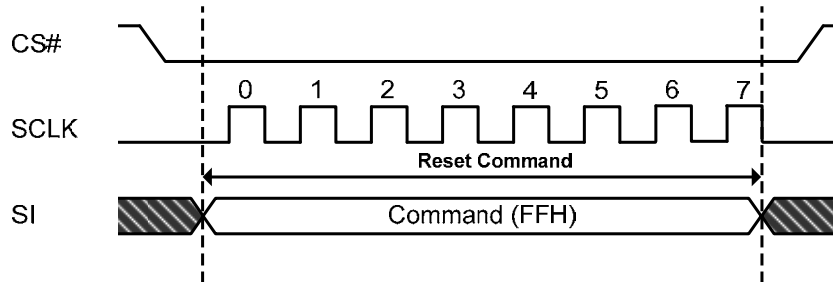 CS#
0 1 2 3 4 5 6 7
SCLK
Reset Command
SI
Command (FFH)